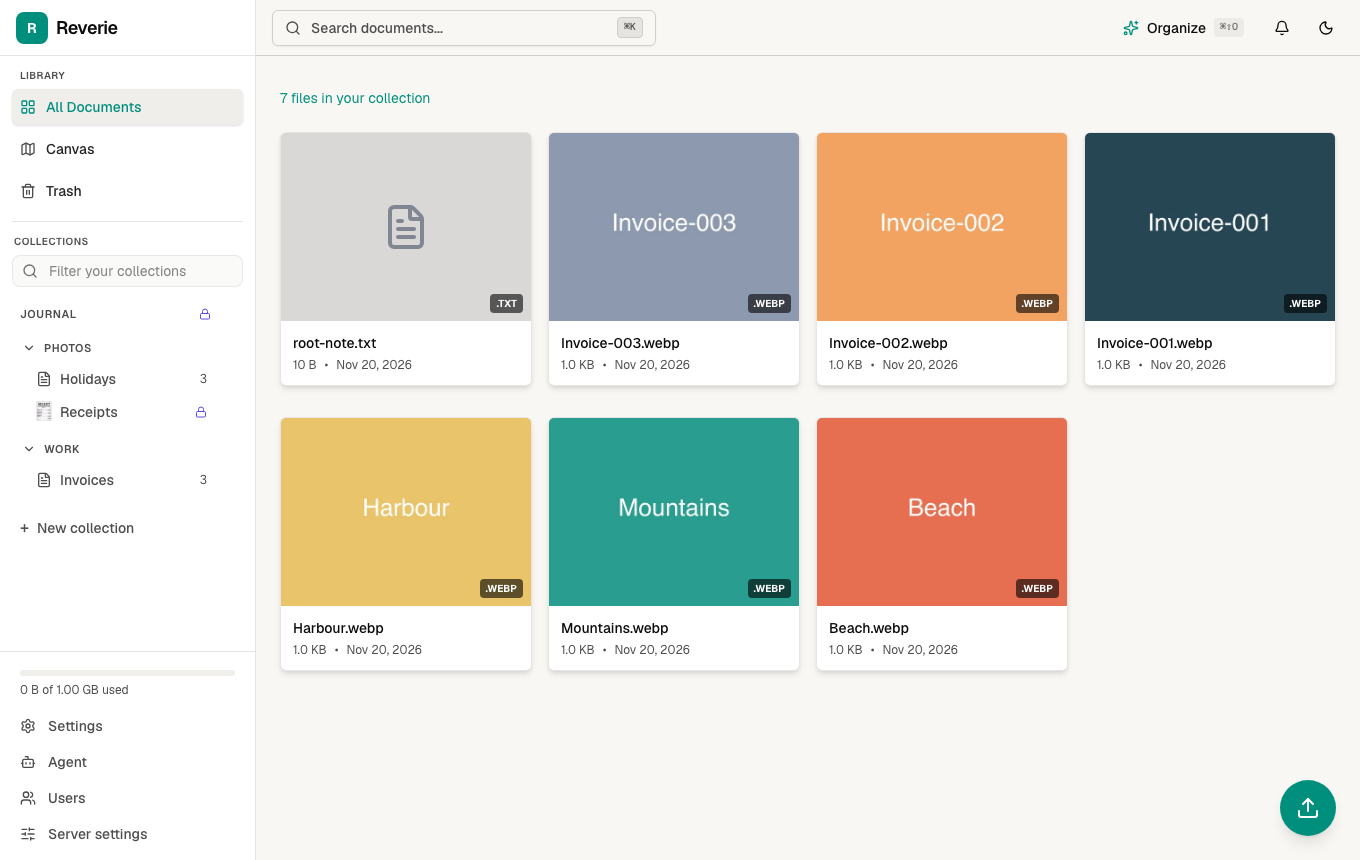 R Reverie
Search documents...
⌘K
Organize
⌘⇧O
LIBRARY
All Documents
Canvas
Trash
COLLECTIONS
Filter your collections
JOURNAL
PHOTOS
Holidays 3
Receipts
WORK
Invoices 3
+ New collection
0 B of 1.00 GB used
Settings
Agent
Users
Server settings
7 files in your collection
.TXT
root-note.txt
10 B • Nov 20, 2026
Invoice-003
.WEBP
Invoice-003.webp
1.0 KB • Nov 20, 2026
Invoice-002
.WEBP
Invoice-002.webp
1.0 KB • Nov 20, 2026
Invoice-001
.WEBP
Invoice-001.webp
1.0 KB • Nov 20, 2026
Harbour
.WEBP
Harbour.webp
1.0 KB • Nov 20, 2026
Mountains
.WEBP
Mountains.webp
1.0 KB • Nov 20, 2026
Beach
.WEBP
Beach.webp
1.0 KB • Nov 20, 2026